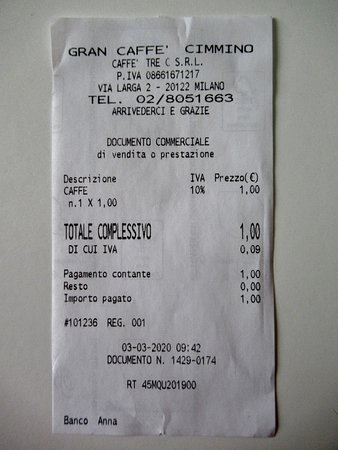 GRAN CAFFE' CIMMINO
CAFFE' TRE C S.R.L.
P.IVA 08661671217
VIA LARGA 2 - 20122 MILANO
TEL. 02/8051663
ARRIVEDERCI E GRAZIE
DOCUMENTO COMMERCIALE
di vendita o prestazione
Descrizione IVA Prezzo(€)
CAFFE 10% 1,00
n.1 X 1,00
TOTALE COMPLESSIVO 1,00
DI CUI IVA 0,09
Pagamento contante 1,00
Resto 0,00
Importo pagato 1,00
#101236 REG. 001
03-03-2020 09:42
DOCUMENTO N. 1429-0174
RT 45MQU201900
Banco Anna